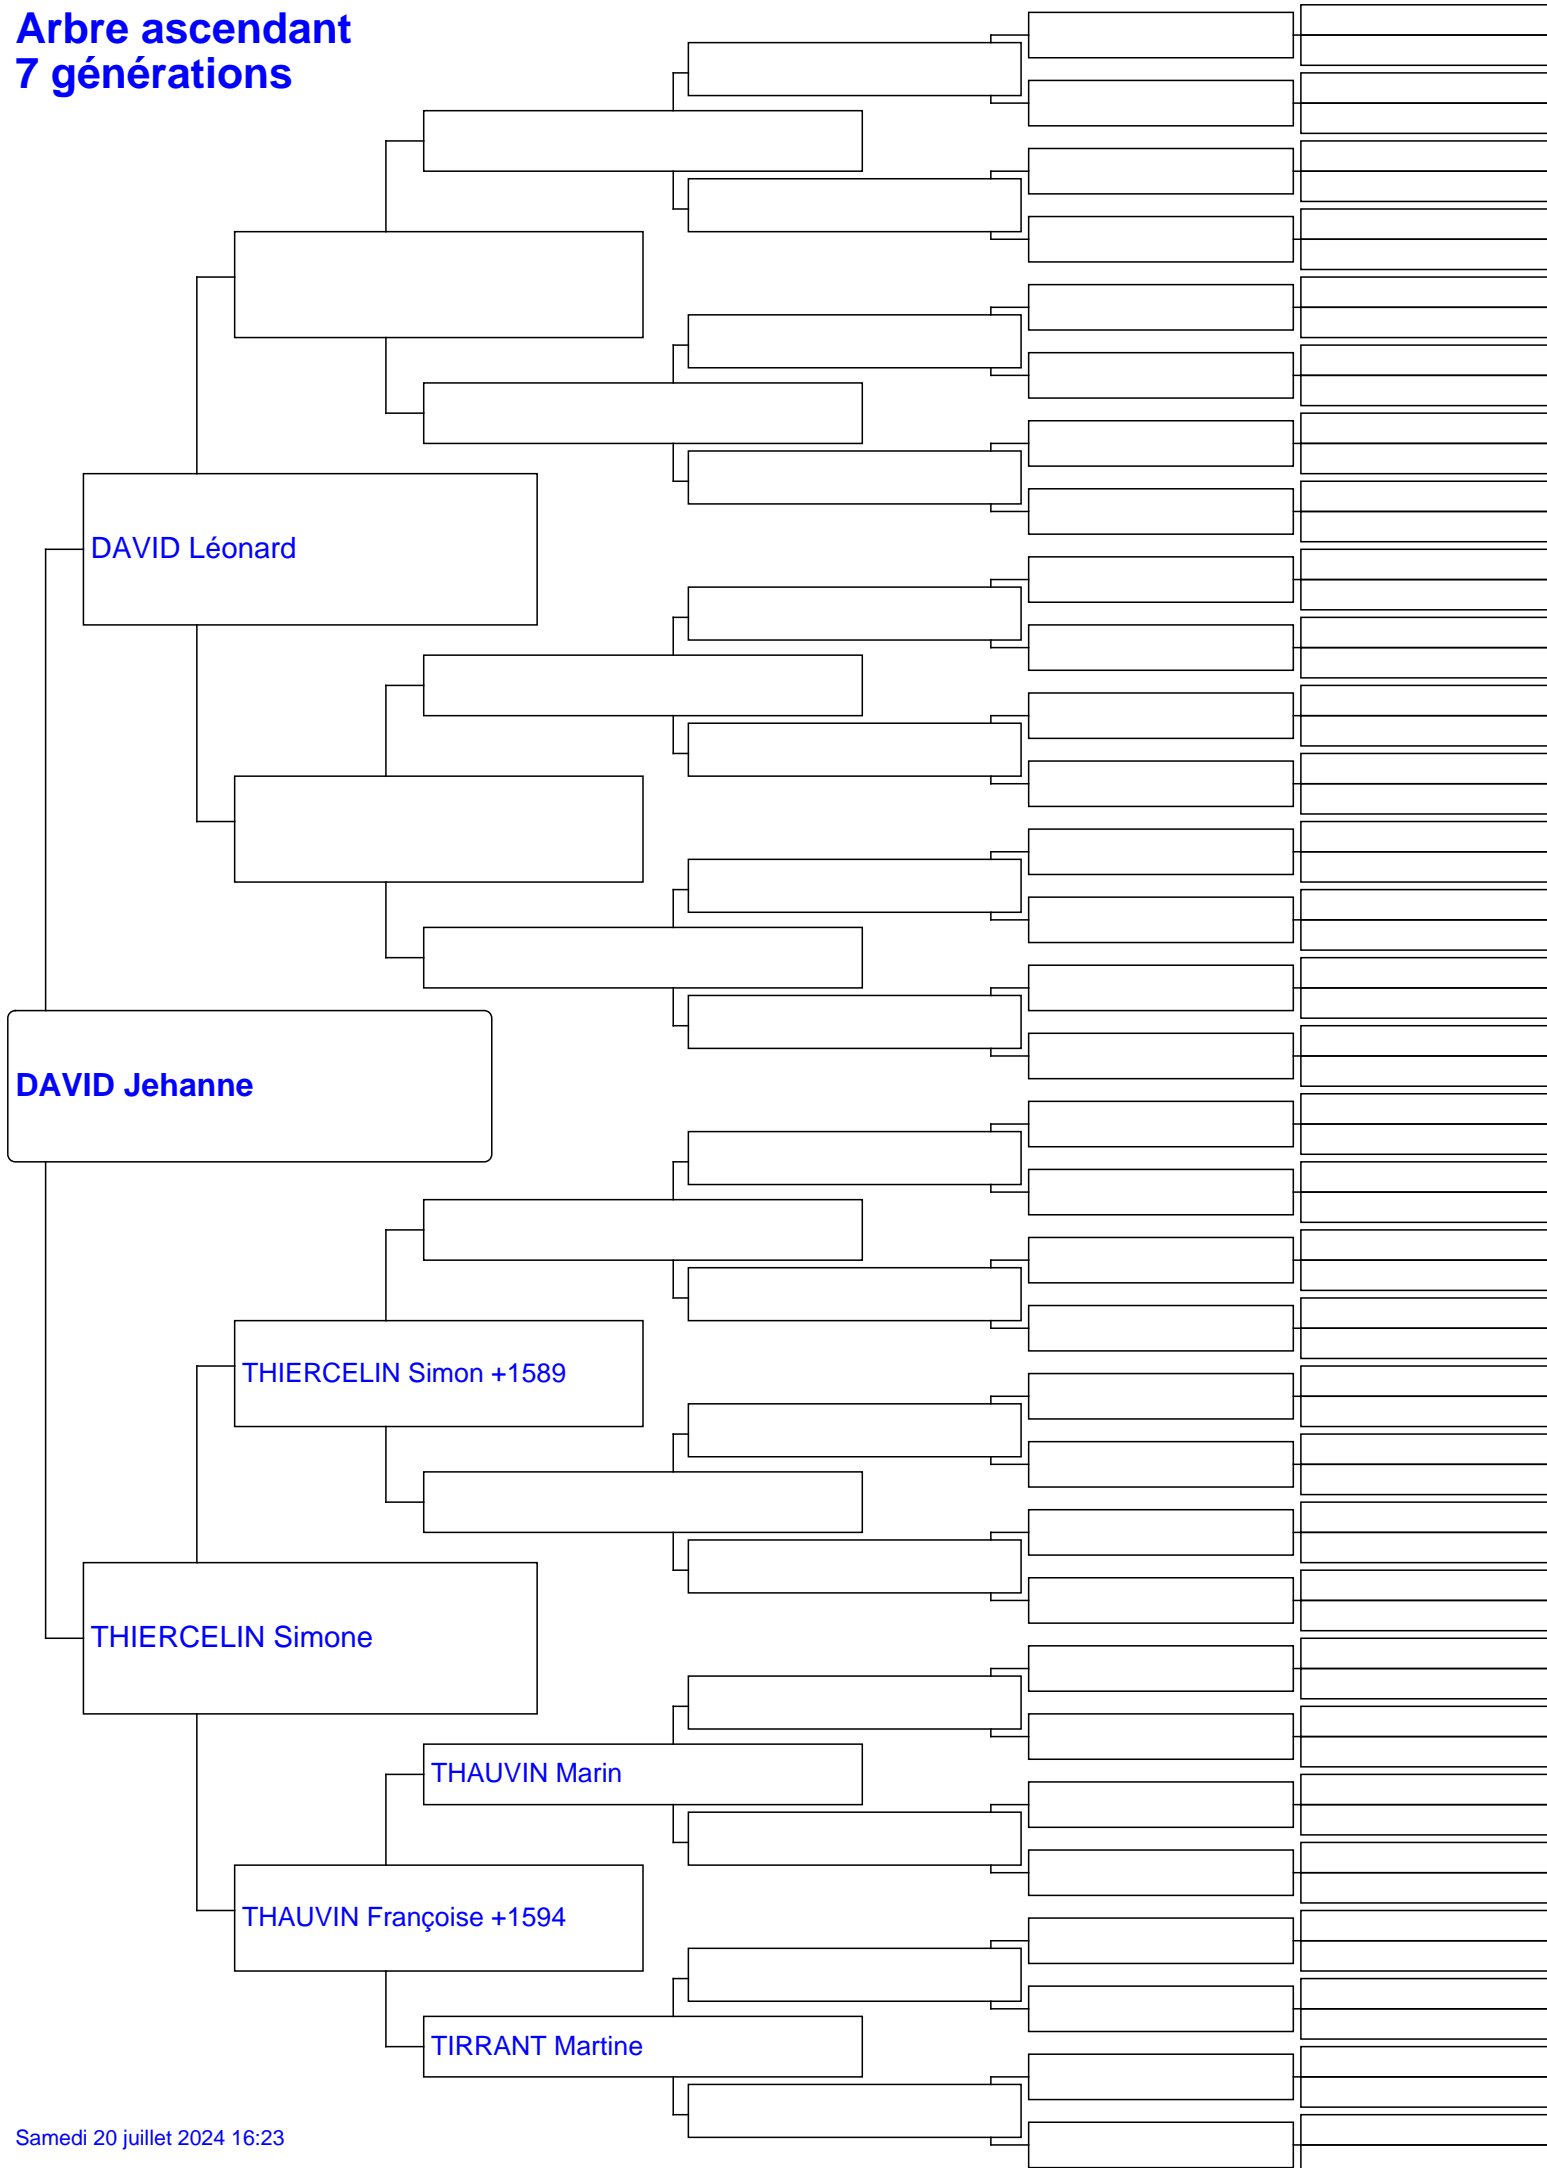 Arbre ascendant
7 générations
DAVID Léonard
DAVID Jehanne
THIERCELIN Simon +1589
THIERCELIN Simone
THAUVIN Marin
THAUVIN Françoise +1594
TIRRANT Martine
Samedi 20 juillet 2024 16:23